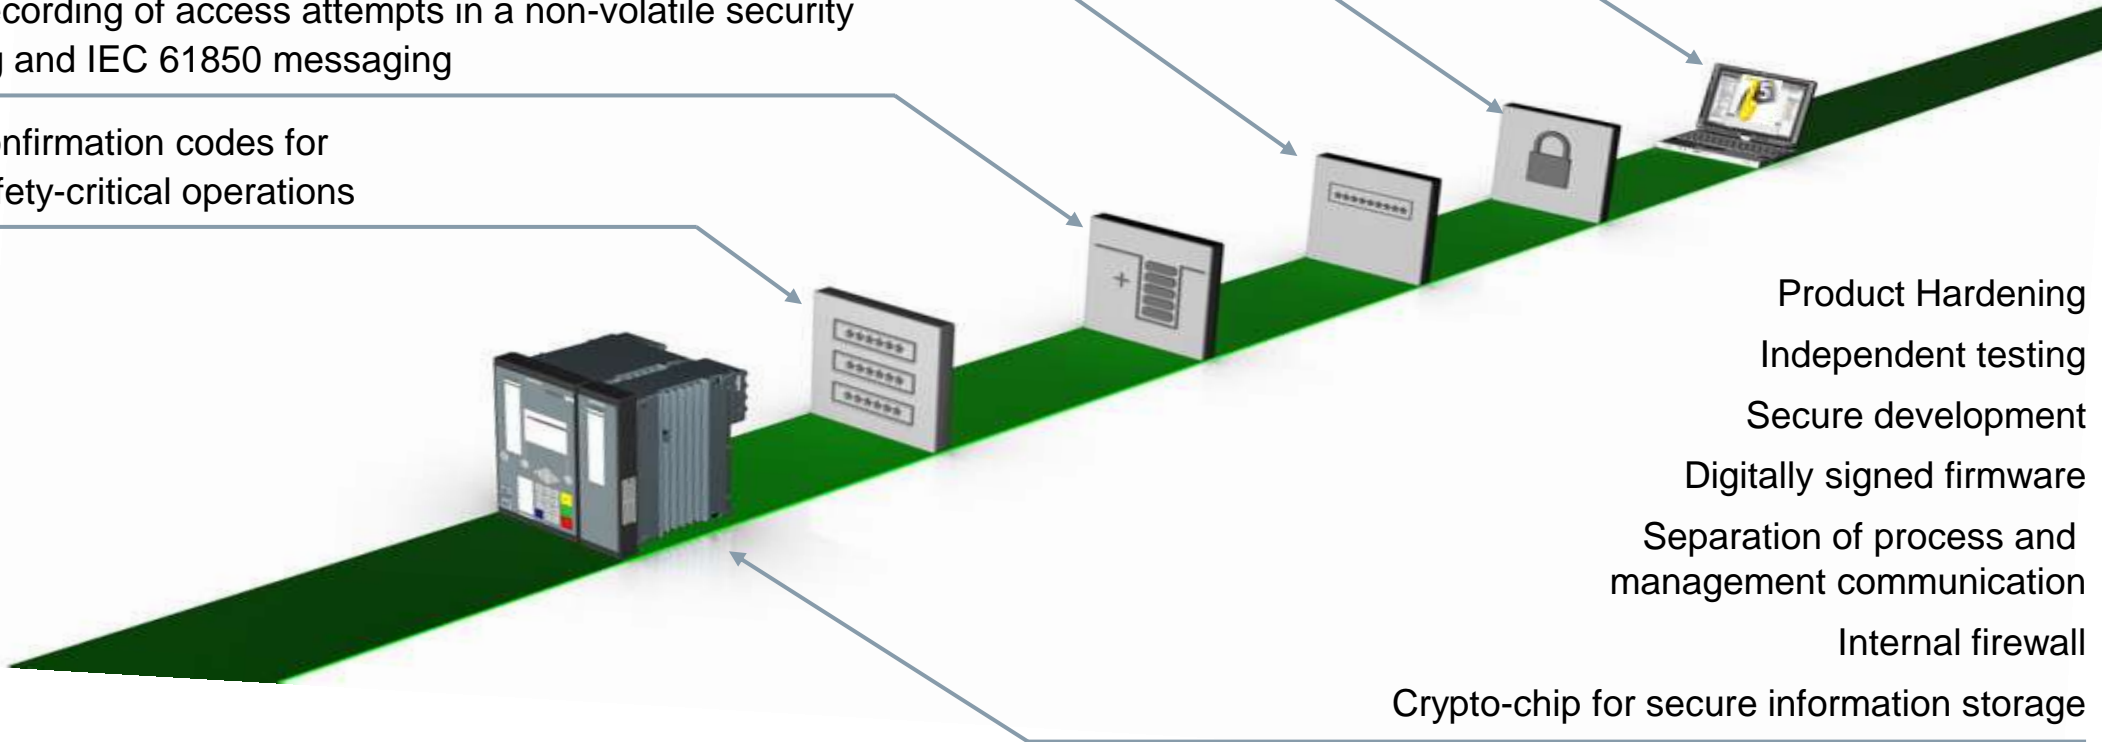 cording of access attempts in a non-volatile security
g and IEC 61850 messaging
nfirmation codes for
fety-critical operations
Product Hardening
Independent testing
Secure development
Digitally signed firmware
Separation of process and
management communication
Internal firewall
Crypto-chip for secure information storage